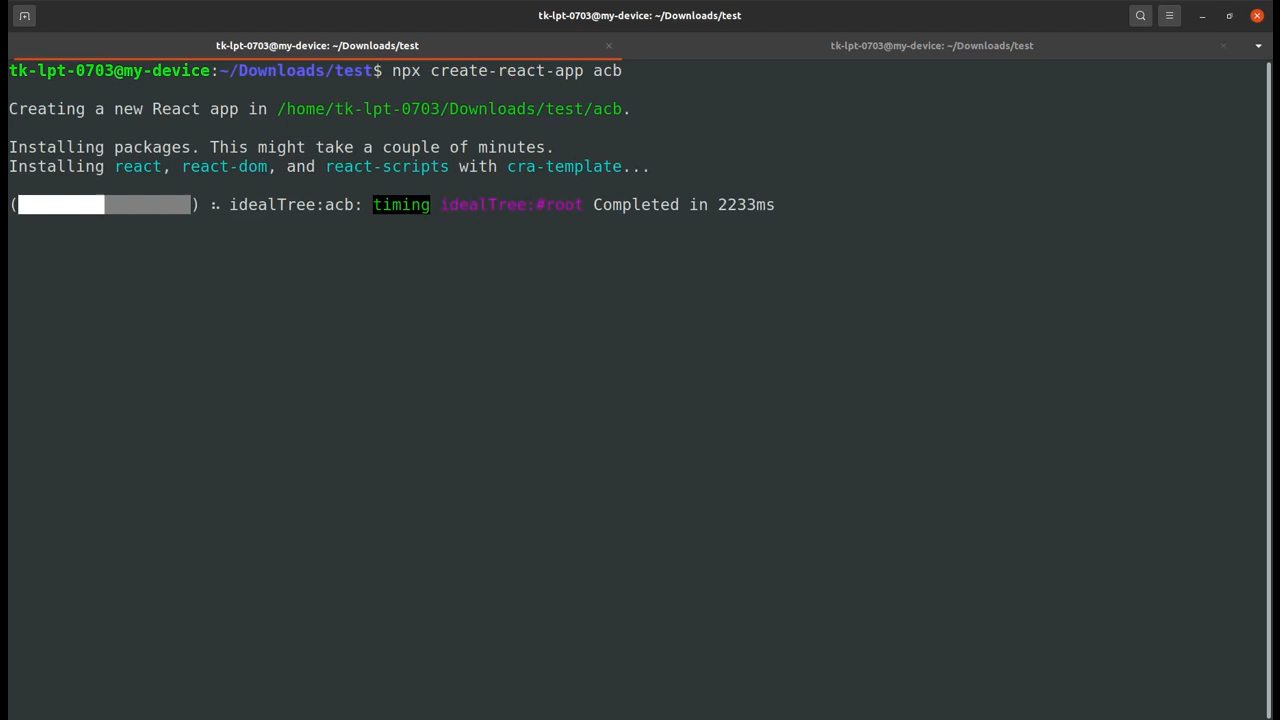 tk-lpt-0703@my-device: ~/Downloads/test
tk-lpt-0703@my-device: ~/Downloads/test
tk-lpt-0703@my-device: ~/Downloads/test
tk-lpt-0703@my-device:~/Downloads/test$ npx create-react-app acb
Creating a new React app in /home/tk-lpt-0703/Downloads/test/acb.
Installing packages. This might take a couple of minutes.
Installing react, react-dom, and react-scripts with cra-template...
( ) ⠦ idealTree:acb: timing idealTree:#root Completed in 2233ms